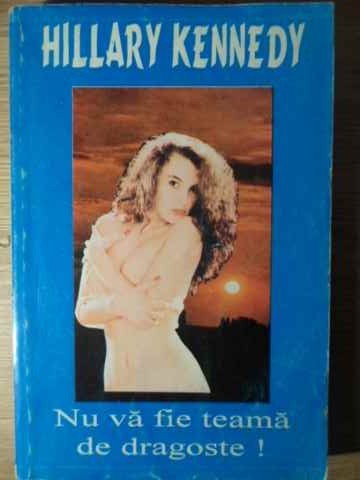 HILLARY KENNEDY
Nu vă fie teamă
de dragoste !